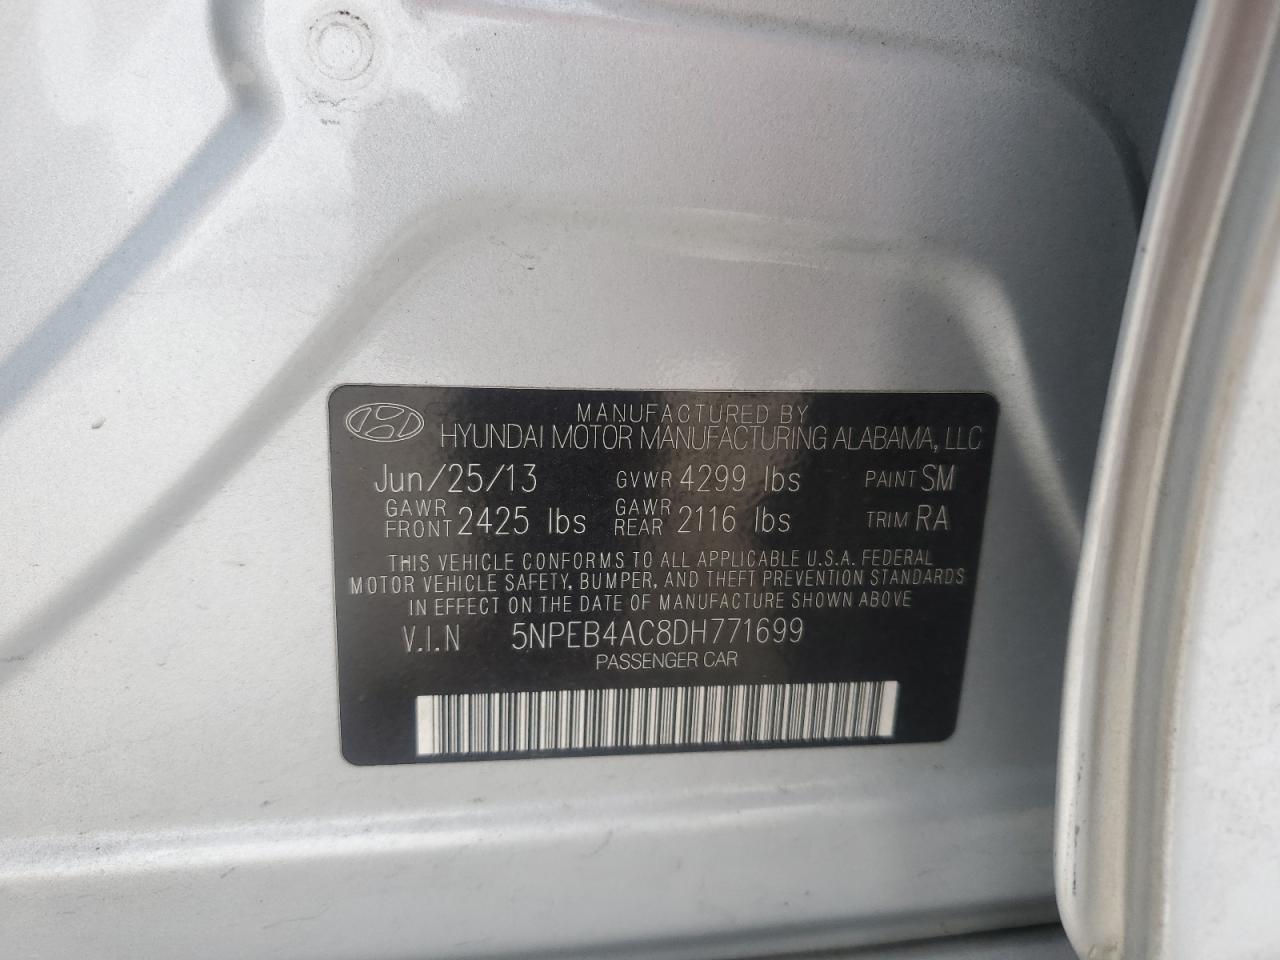 MANUFACTURED BY
HYUNDAI MOTOR MANUFACTURING ALABAMA, LLC
Jun/25/13 GVWR 4299 lbs PAINT SM
GAWR FRONT 2425 lbs GAWR REAR 2116 lbs TRIM RA
THIS VEHICLE CONFORMS TO ALL APPLICABLE U.S.A. FEDERAL
MOTOR VEHICLE SAFETY, BUMPER, AND THEFT PREVENTION STANDARDS
IN EFFECT ON THE DATE OF MANUFACTURE SHOWN ABOVE
V.I.N 5NPEB4AC8DH771699
PASSENGER CAR